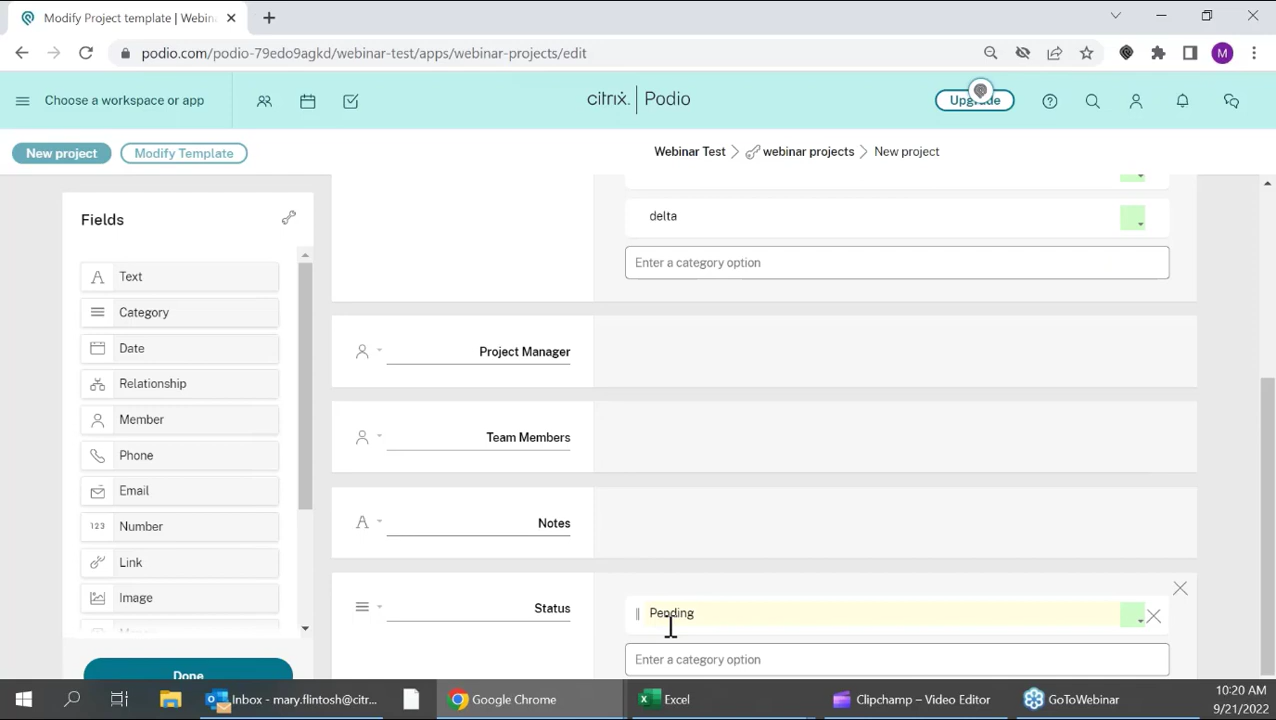 Modify Project template | Webin
podio.com/podio-79edo9agkd/webinar-test/apps/webinar-projects/edit
M
Choose a workspace or app
citrix. | Podio
Upgrade
New project
Modify Template
Webinar Test
webinar projects
New project
Fields
Text
Category
Date
Relationship
Member
Phone
Email
123 Number
Link
Image
Done
delta
Enter a category option
Project Manager
Team Members
Notes
Status
Pending
Enter a category option
Inbox - mary.flintosh@citr...
Google Chrome
Excel
Clipchamp – Video Editor
GoToWebinar
10:20 AM
9/21/2022